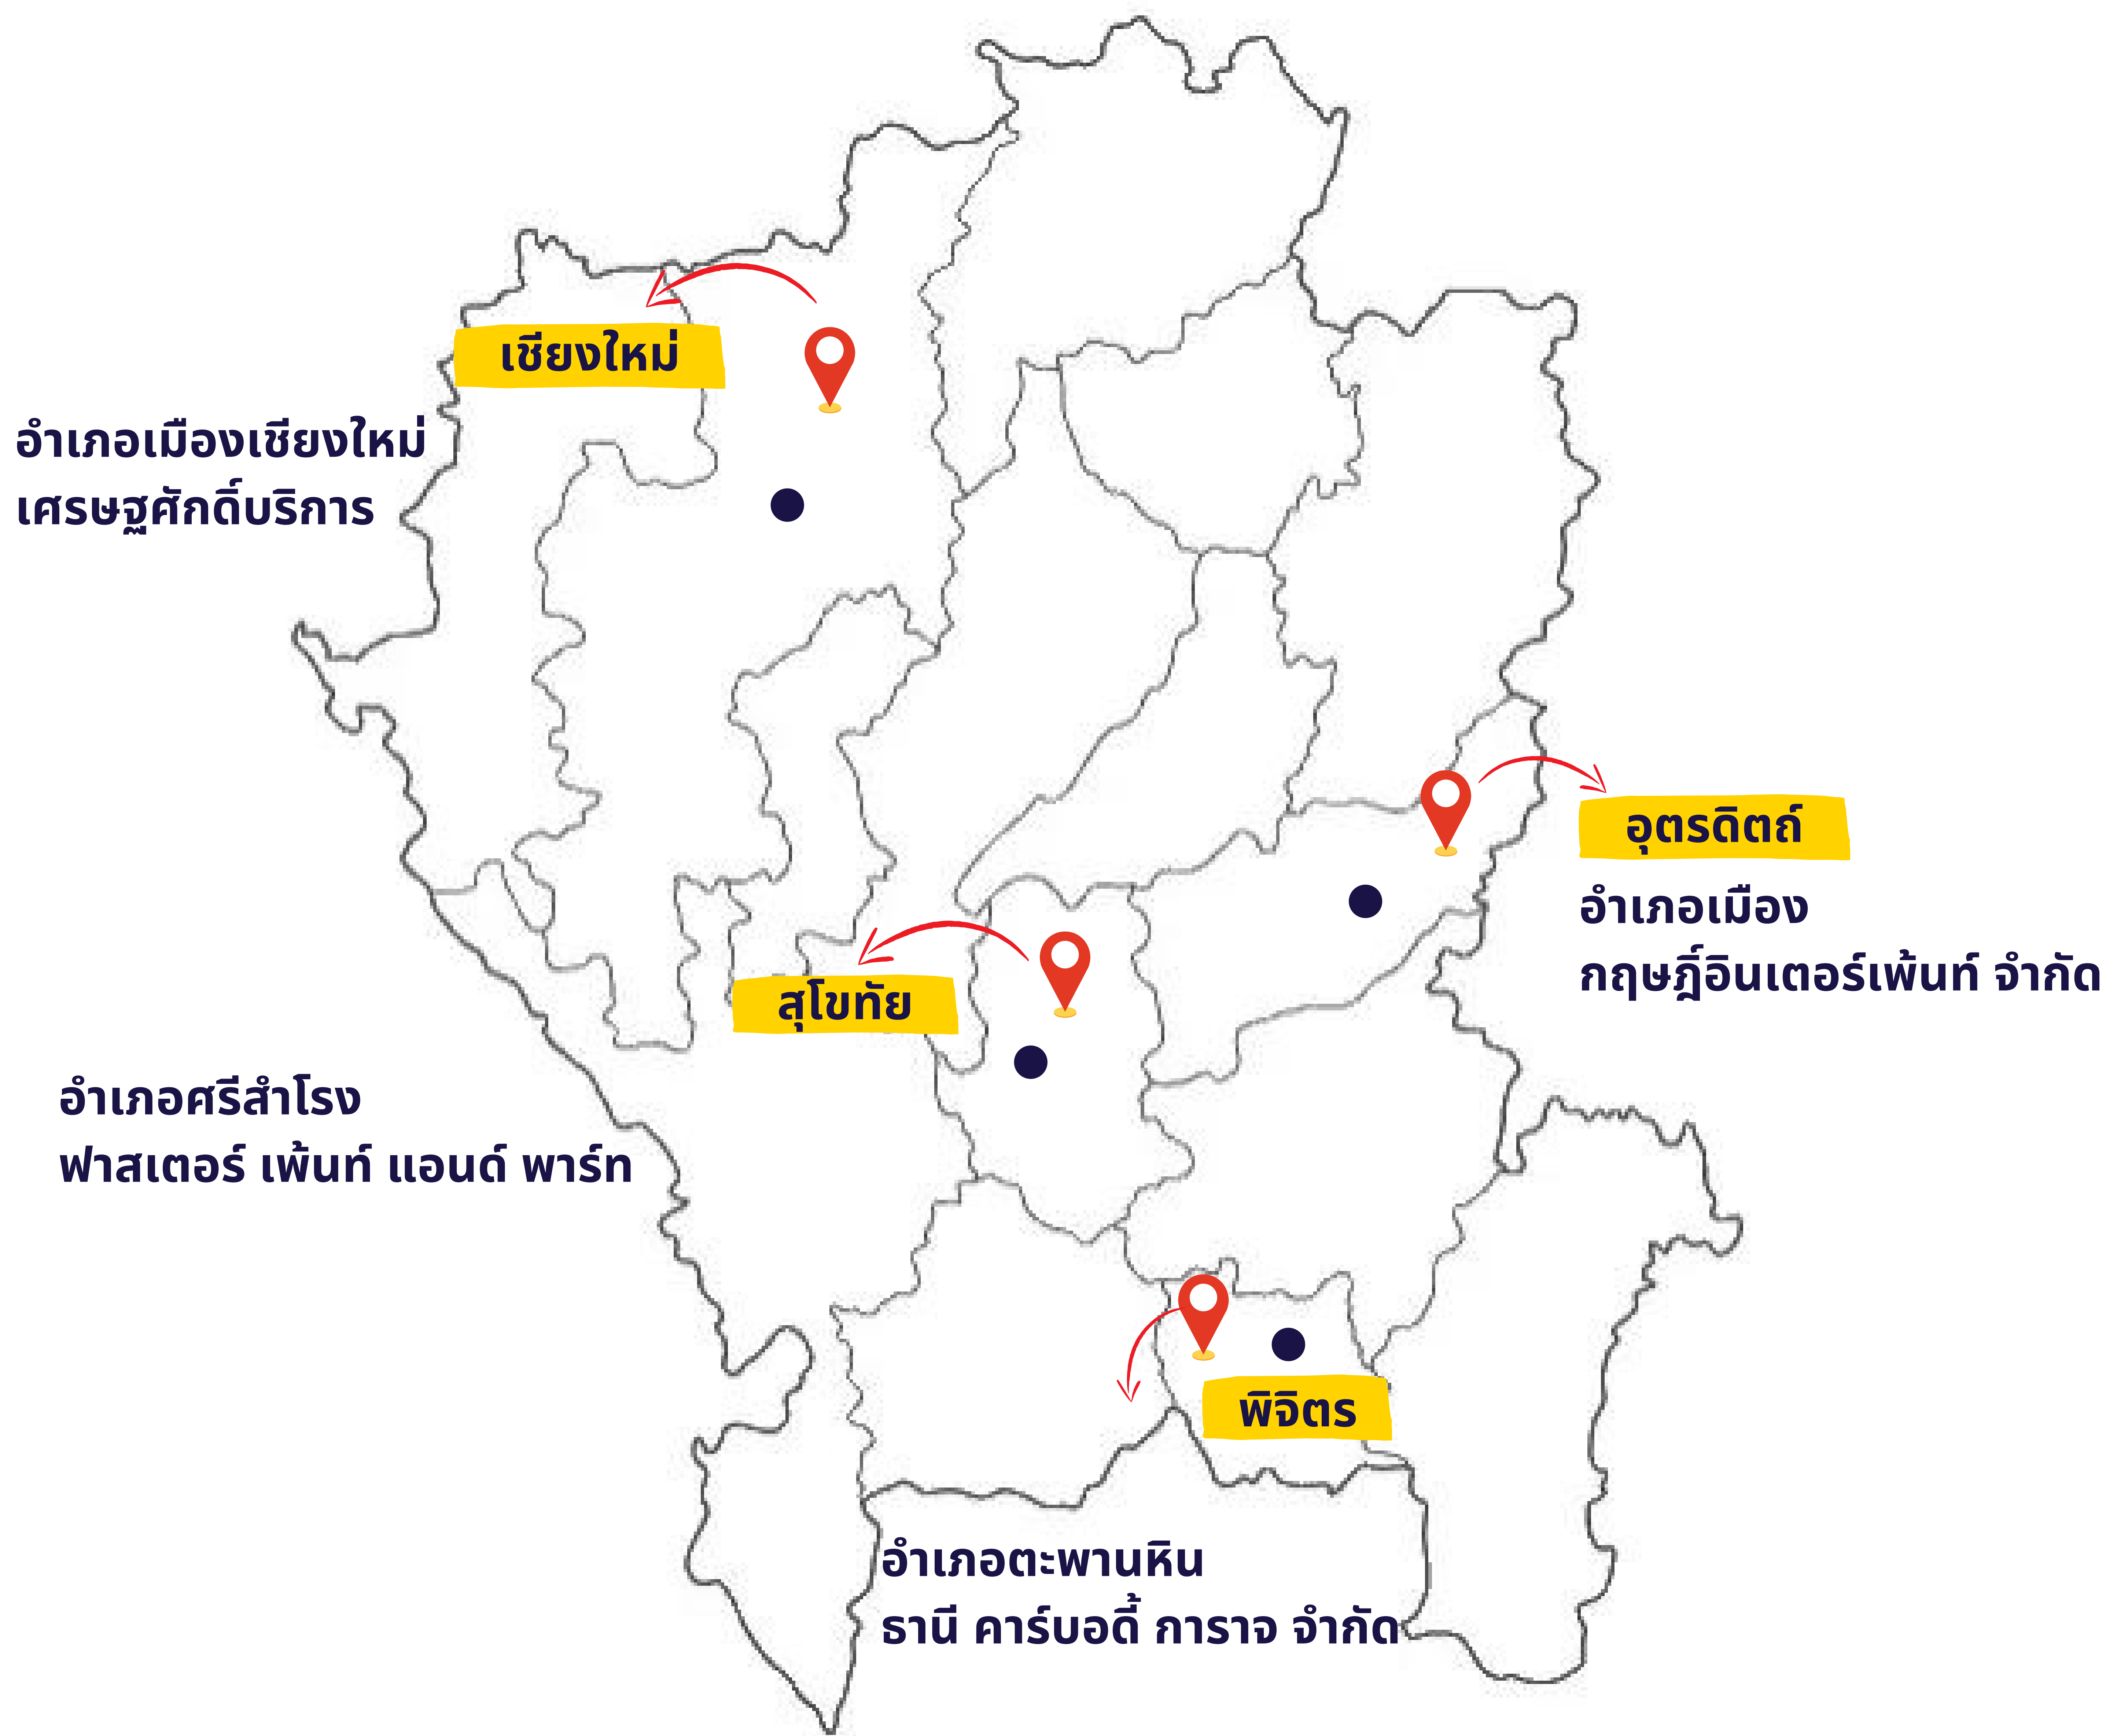 เชียงใหม่
อำเภอเมืองเชียงใหม่
เศรษฐศักดิ์บริการ
อุตรดิตถ์
อำเภอเมือง
กฤษฎิ์อินเตอร์เพ้นท์ จำกัด
สุโขทัย
อำเภอศรีสำโรง
ฟาสเตอร์ เพ้นท์ แอนด์ พาร์ท
พิจิตร
อำเภอตะพานหิน
ธานี คาร์บอดี้ การาจ จำกัด